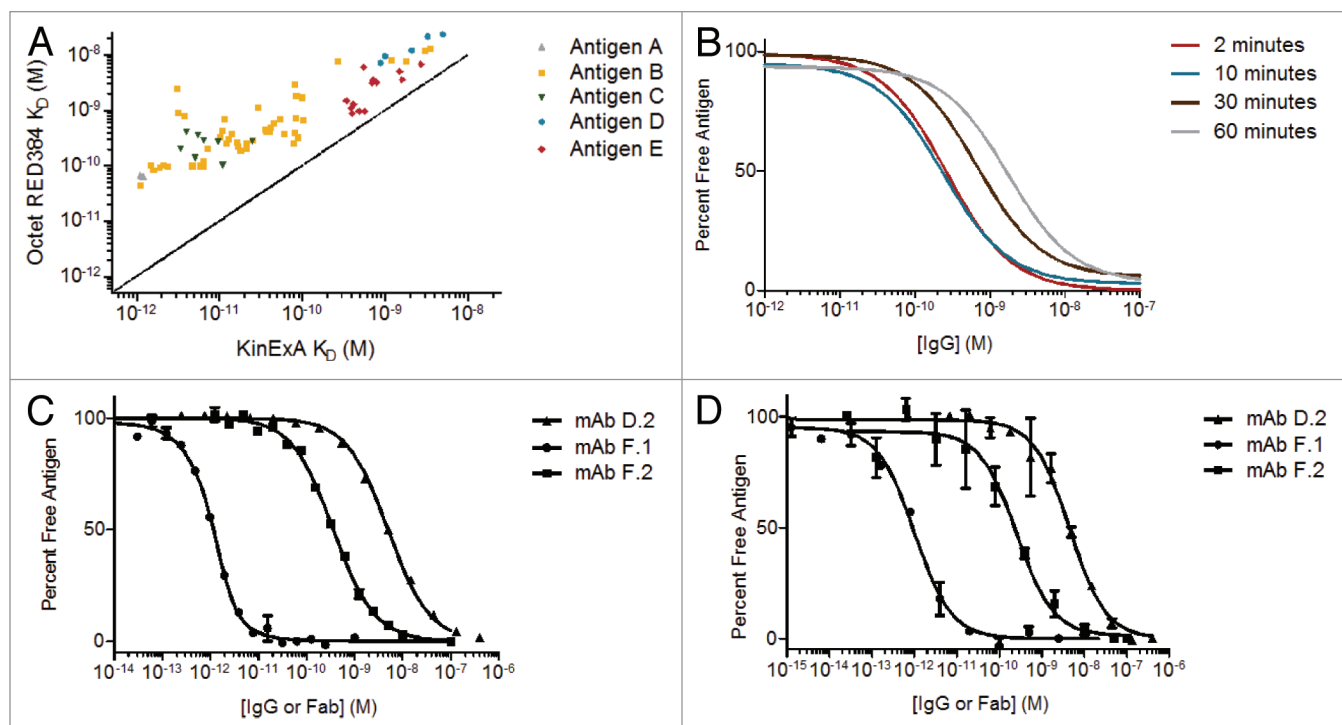 A
Octet RED384 K_D (M)
10^-8
10^-9
10^-10
10^-11
10^-12
10^-12 10^-11 10^-10 10^-9 10^-8
KinExA K_D (M)
Antigen A
Antigen B
Antigen C
Antigen D
Antigen E
B
Percent Free Antigen
100
50
0
10^-12 10^-11 10^-10 10^-9 10^-8 10^-7
[IgG] (M)
2 minutes
10 minutes
30 minutes
60 minutes
C
Percent Free Antigen
100
50
0
10^-14 10^-13 10^-12 10^-11 10^-10 10^-9 10^-8 10^-7 10^-6
[IgG or Fab] (M)
mAb D.2
mAb F.1
mAb F.2
D
Percent Free Antigen
100
50
0
10^-15 10^-14 10^-13 10^-12 10^-11 10^-10 10^-9 10^-8 10^-7 10^-6
[IgG or Fab] (M)
mAb D.2
mAb F.1
mAb F.2